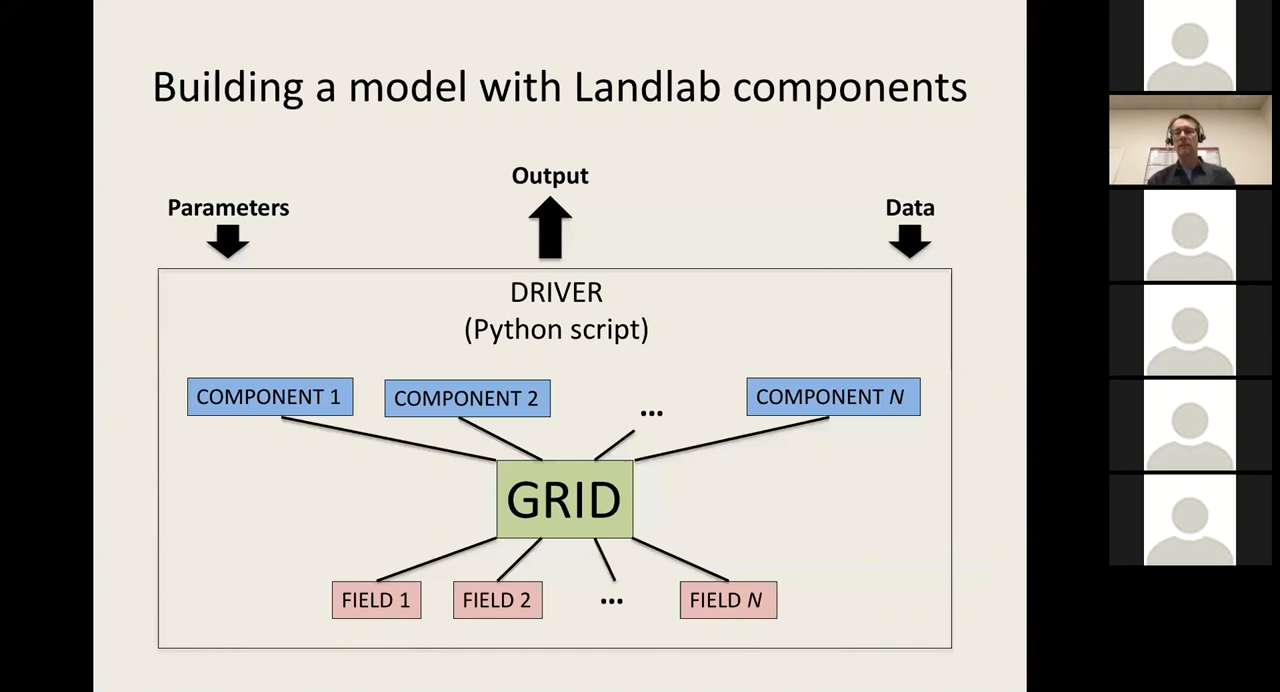 Building a model with Landlab components
Output
Parameters
Data
DRIVER
(Python script)
COMPONENT 1
COMPONENT 2
...
COMPONENT N
GRID
FIELD 1
FIELD 2
...
FIELD N